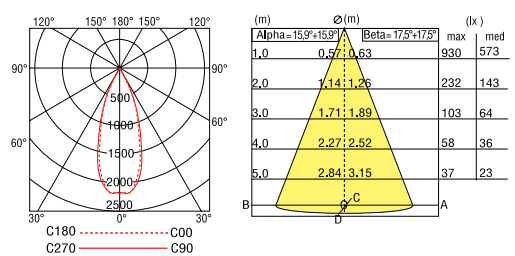 120° 150° 180° 150° 120°
90° 90°
500
60° 1000 60°
1500
2000
2500
30° 0° 30°
C180 C00
C270 C90
(m) Ø(m) (lx)
Alpha=15,9°+15,9° Beta=17,5°+17,5° max med
1.0 0.57 0.63 930 573
2.0 1.14 1.26 232 143
3.0 1.71 1.89 103 64
4.0 2.27 2.52 58 36
5.0 2.84 3.15 37 23
C
B A
D